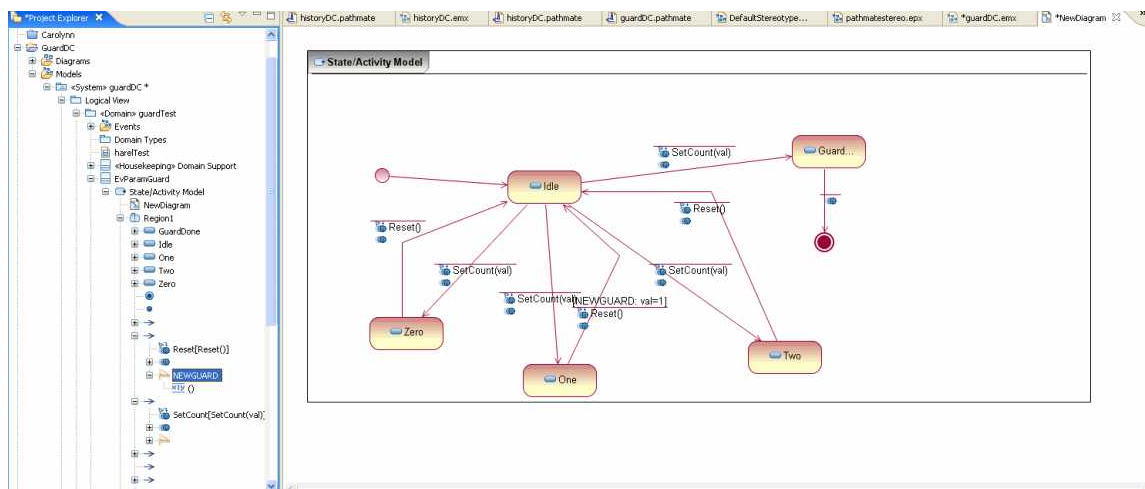 *Project Explorer
historyDC.pathmate
historyDC.emx
historyDC.pathmate
guardDC.pathmate
DefaultStereotype...
pathmatestereo.epx
*guardDC.emx
*NewDiagram
Carolynn
GuardDC
Diagrams
Models
«System» guardDC *
Logical View
«Domain» guardTest
Events
Domain Types
harelTest
«Housekeeping» Domain Support
EvParamGuard
State/Activity Model
NewDiagram
Region1
GuardDone
Idle
One
Two
Zero
Reset[Reset()]
NEWGUARD
()
SetCount[SetCount(val)]
State/Activity Model
SetCount(val)
Guard...
Idle
Reset()
Reset()
SetCount(val)
SetCount(val)
SetCount(val)
[NEWGUARD: val=1]
Reset()
Zero
Two
One